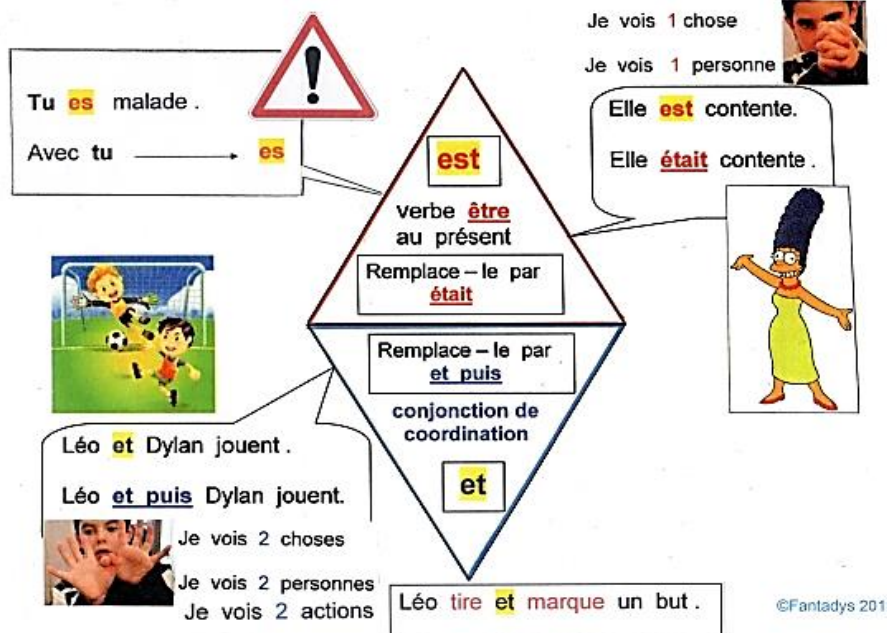 Je vois 1 chose
Je vois 1 personne
Tu es malade .
Avec tu → es
!
Elle est contente.
Elle était contente .
est
verbe être
au présent
Remplace – le par
était
Remplace – le par
et puis
conjonction de
coordination
et
Léo et Dylan jouent .
Léo et puis Dylan jouent.
Je vois 2 choses
Je vois 2 personnes
Je vois 2 actions
Léo tire et marque un but .
©Fantadys 201